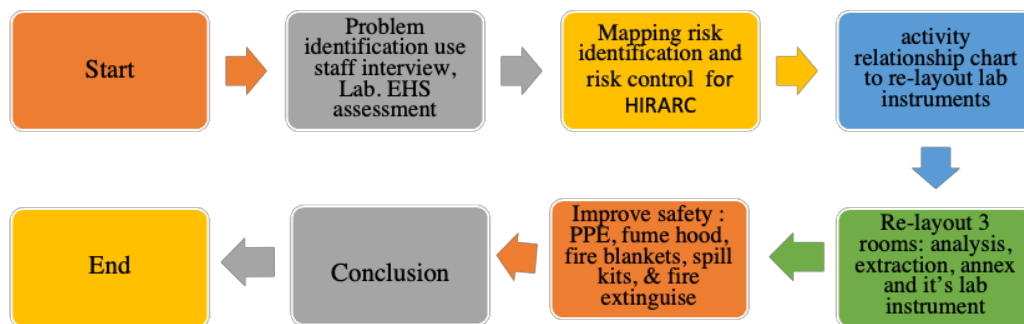 Start
Problem
identification use
staff interview,
Lab. EHS
assessment
Mapping risk
identification and
risk control for
HIRARC
activity
relationship chart
to re-layout lab
instruments
Re-layout 3
rooms: analysis,
extraction, annex
and it's lab
instrument
Improve safety :
PPE, fume hood,
fire blankets, spill
kits, & fire
extinguise
Conclusion
End